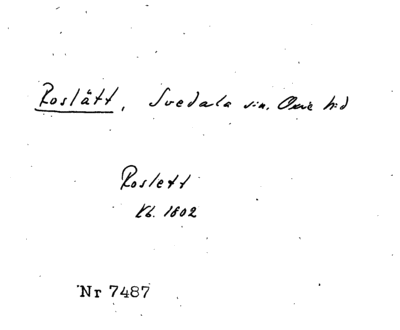 Roslätt, Svedala sn. Oxie hd
Roslett
Kb. 1802
Nr 7487